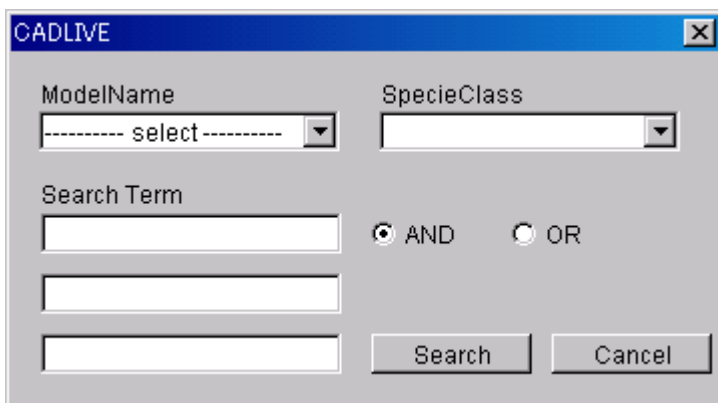 CADLIVE
ModelName SpecieClass
---------- select ----------
Search Term
AND OR
Search Cancel